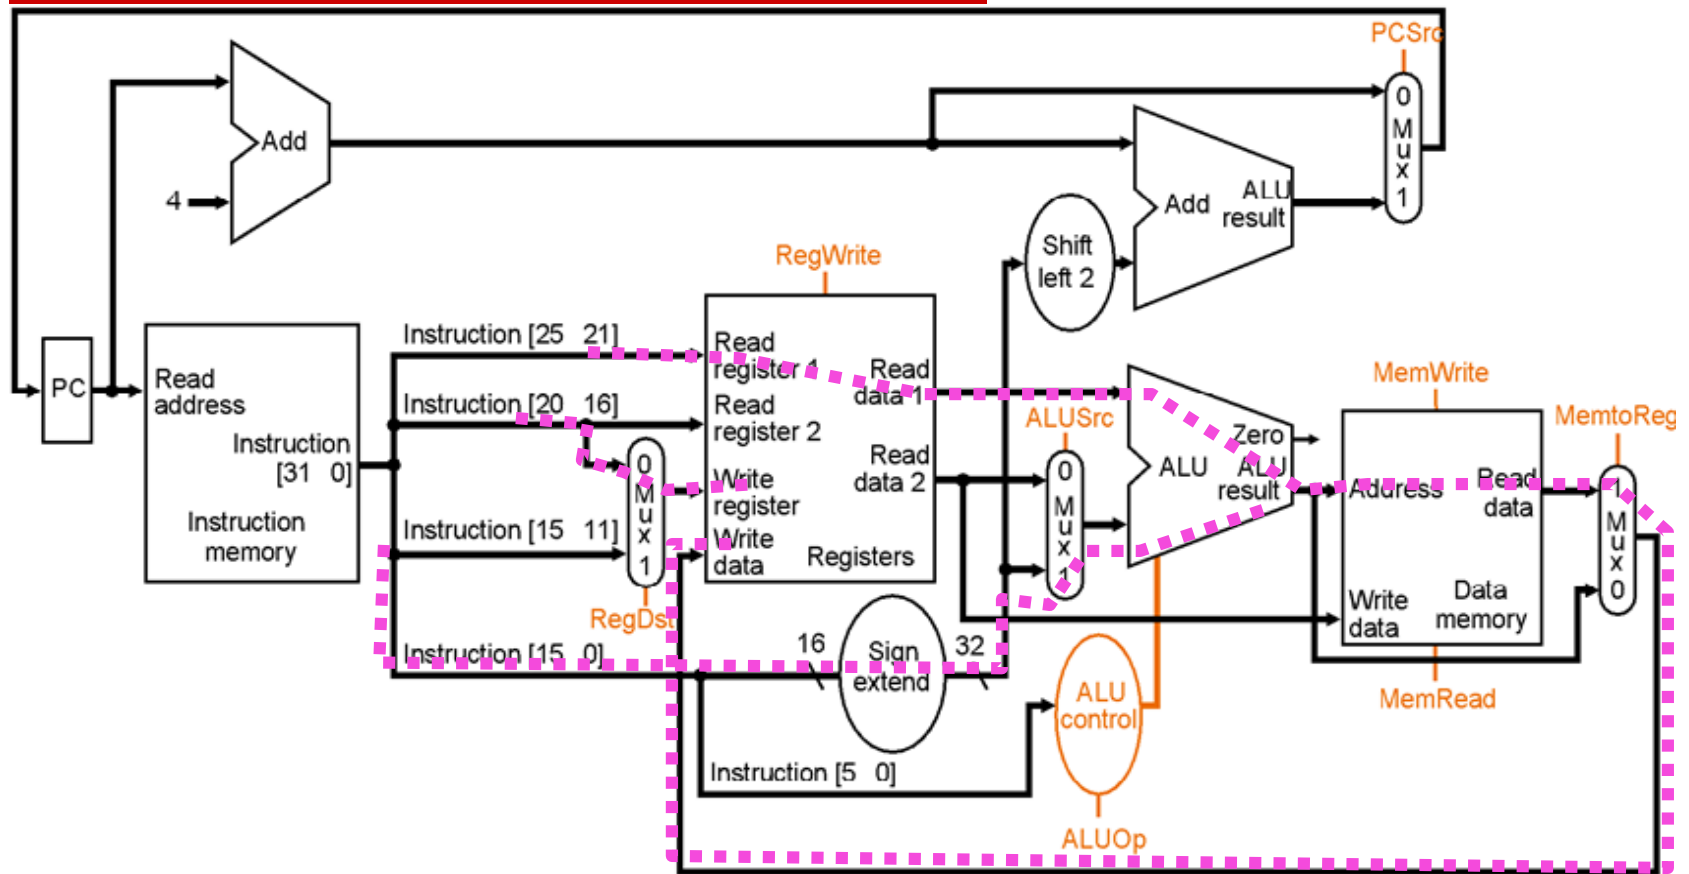 PCSrc
0
M
u
x
1
Add
4
Add
ALU
result
Shift
left 2
RegWrite
PC
Read
address
Instruction
[31 0]
Instruction
memory
Instruction [25 21]
Instruction [20 16]
Instruction [15 11]
Instruction [15 0]
0
M
u
x
1
RegDst
Read
register 1
Read
register 2
Write
register
Write
data
Read
data 1
Read
data 2
Registers
ALUSrc
0
M
u
x
1
Zero
ALU
ALU
result
MemWrite
Address
Read
data
Write
data
Data
memory
MemRead
MemtoReg
1
M
u
x
0
16
Sign
extend
32
ALU
control
Instruction [5 0]
ALUOp